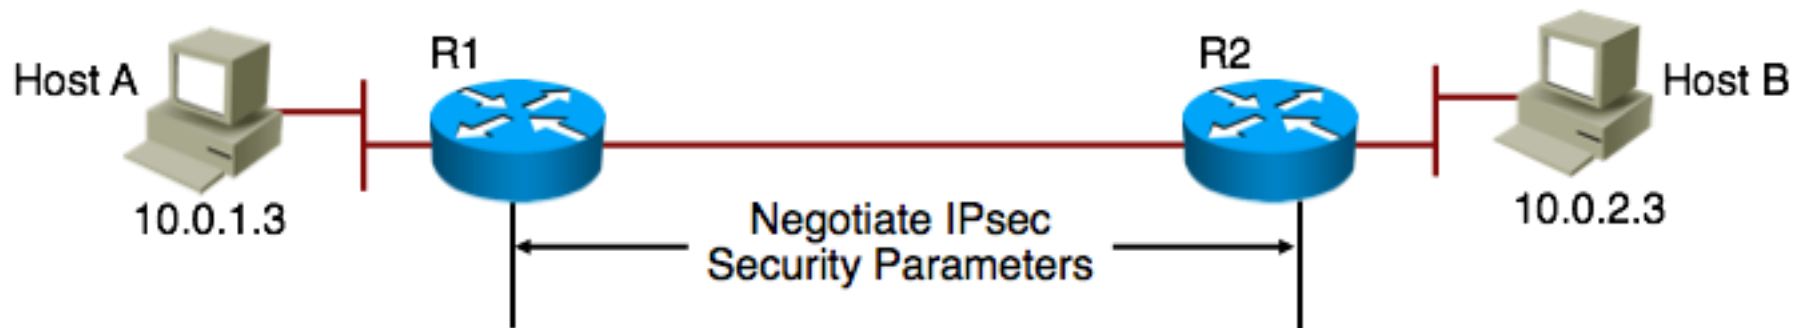 Host A
R1
R2
Host B
10.0.1.3
Negotiate IPsec
Security Parameters
10.0.2.3